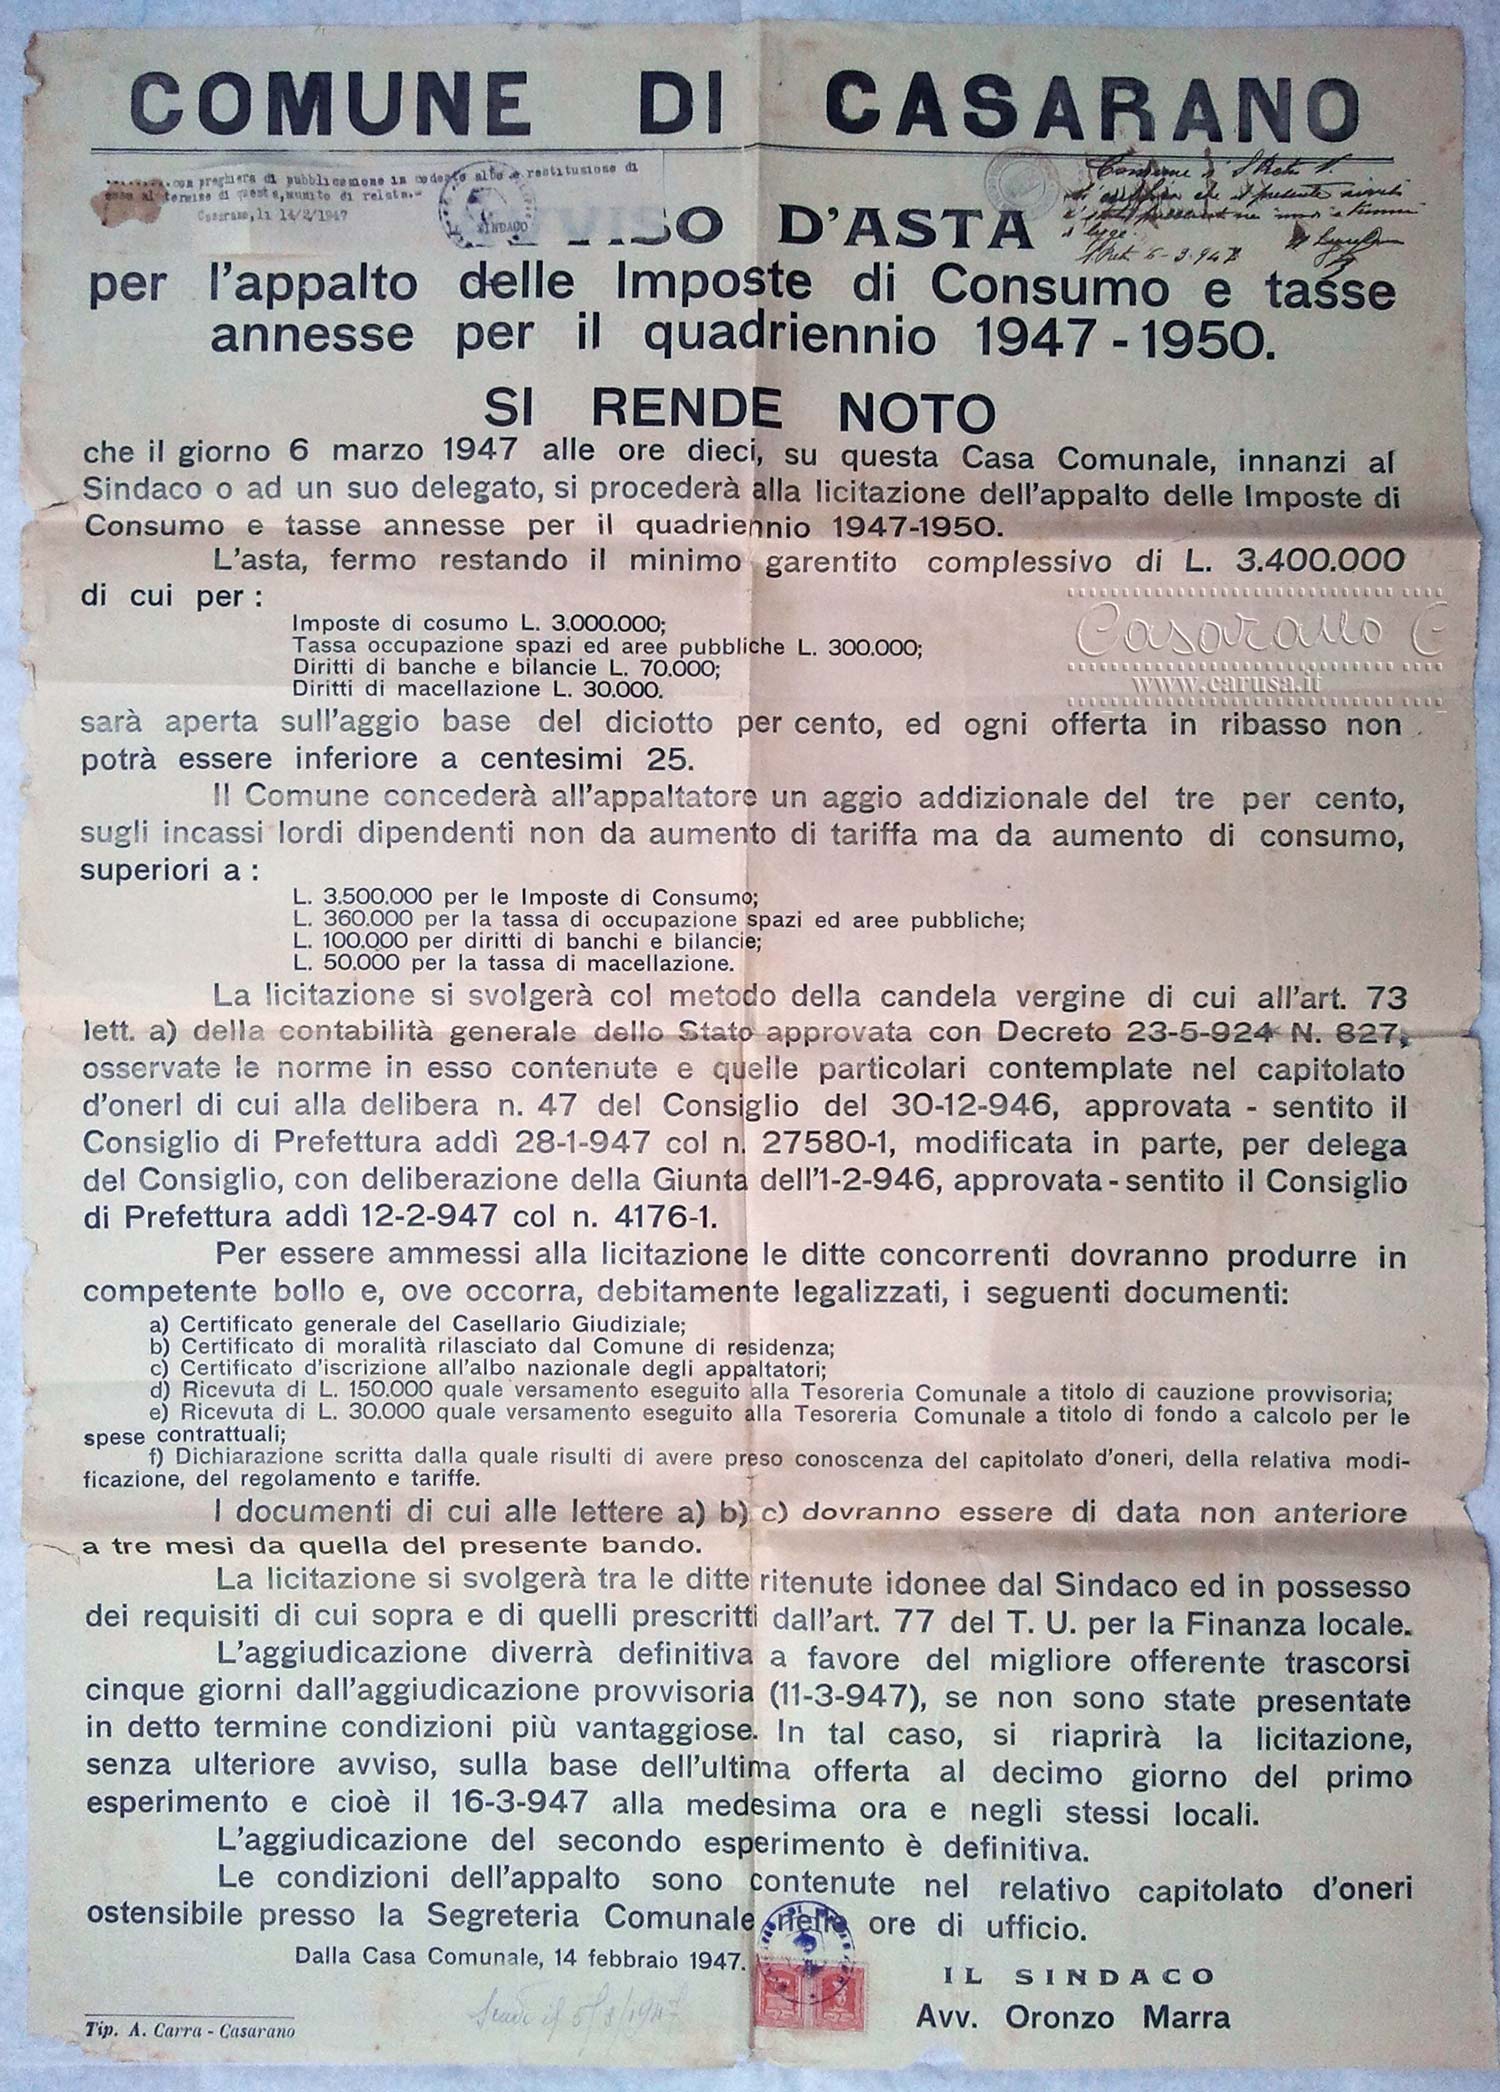 COMUNE DI CASARANO
con preghiera di pubblicazione in codesto albo e restituzione di
al termine di questa, munito di relata.
Casarano, li 14/2/1947
SINDACO
VISO D'ASTA
che il presente
legge
6-3-947
per l'appalto delle Imposte di Consumo e tasse
annesse per il quadriennio 1947 - 1950.
SI RENDE NOTO
che il giorno 6 marzo 1947 alle ore dieci, su questa Casa Comunale, innanzi al
Sindaco o ad un suo delegato, si procederà alla licitazione dell'appalto delle Imposte di
Consumo e tasse annesse per il quadriennio 1947-1950.
L'asta, fermo restando il minimo garentito complessivo di L. 3.400.000
di cui per :
Imposte di cosumo L. 3.000.000;
Tassa occupazione spazi ed aree pubbliche L. 300.000;
Diritti di banche e bilancie L. 70.000;
Diritti di macellazione L. 30.000.
Casarano
www.carusa.it
sarà aperta sull'aggio base del diciotto per cento, ed ogni offerta in ribasso non
potrà essere inferiore a centesimi 25.
Il Comune concederà all'appaltatore un aggio addizionale del tre per cento,
sugli incassi lordi dipendenti non da aumento di tariffa ma da aumento di consumo,
superiori a :
L. 3.500.000 per le Imposte di Consumo;
L. 360.000 per la tassa di occupazione spazi ed aree pubbliche;
L. 100.000 per diritti di banchi e bilancie;
L. 50.000 per la tassa di macellazione.
La licitazione si svolgerà col metodo della candela vergine di cui all'art. 73
lett. a) della contabilità generale dello Stato approvata con Decreto 23-5-924 N. 827,
osservate le norme in esso contenute e quelle particolari contemplate nel capitolato
d'oneri di cui alla delibera n. 47 del Consiglio del 30-12-946, approvata - sentito il
Consiglio di Prefettura addì 28-1-947 col n. 27580-1, modificata in parte, per delega
del Consiglio, con deliberazione della Giunta dell'1-2-946, approvata - sentito il Consiglio
di Prefettura addì 12-2-947 col n. 4176-1.
Per essere ammessi alla licitazione le ditte concorrenti dovranno produrre in
competente bollo e, ove occorra, debitamente legalizzati, i seguenti documenti:
a) Certificato generale del Casellario Giudiziale;
b) Certificato di moralità rilasciato dal Comune di residenza;
c) Certificato d'iscrizione all'albo nazionale degli appaltatori;
d) Ricevuta di L. 150.000 quale versamento eseguito alla Tesoreria Comunale a titolo di cauzione provvisoria;
e) Ricevuta di L. 30.000 quale versamento eseguito alla Tesoreria Comunale a titolo di fondo a calcolo per le
spese contrattuali;
f) Dichiarazione scritta dalla quale risulti di avere preso conoscenza del capitolato d'oneri, della relativa modi-
ficazione, del regolamento e tariffe.
I documenti di cui alle lettere a) b) c) dovranno essere di data non anteriore
a tre mesi da quella del presente bando.
La licitazione si svolgerà tra le ditte ritenute idonee dal Sindaco ed in possesso
dei requisiti di cui sopra e di quelli prescritti dall'art. 77 del T. U. per la Finanza locale.
L'aggiudicazione diverrà definitiva a favore del migliore offerente trascorsi
cinque giorni dall'aggiudicazione provvisoria (11-3-947), se non sono state presentate
in detto termine condizioni più vantaggiose. In tal caso, si riaprirà la licitazione,
senza ulteriore avviso, sulla base dell'ultima offerta al decimo giorno del primo
esperimento e cioè il 16-3-947 alla medesima ora e negli stessi locali.
L'aggiudicazione del secondo esperimento è definitiva.
Le condizioni dell'appalto sono contenute nel relativo capitolato d'oneri
ostensibile presso la Segreteria Comunale nelle ore di ufficio.
Dalla Casa Comunale, 14 febbraio 1947.
IL SINDACO
Avv. Oronzo Marra
Tip. A. Carra - Casarano